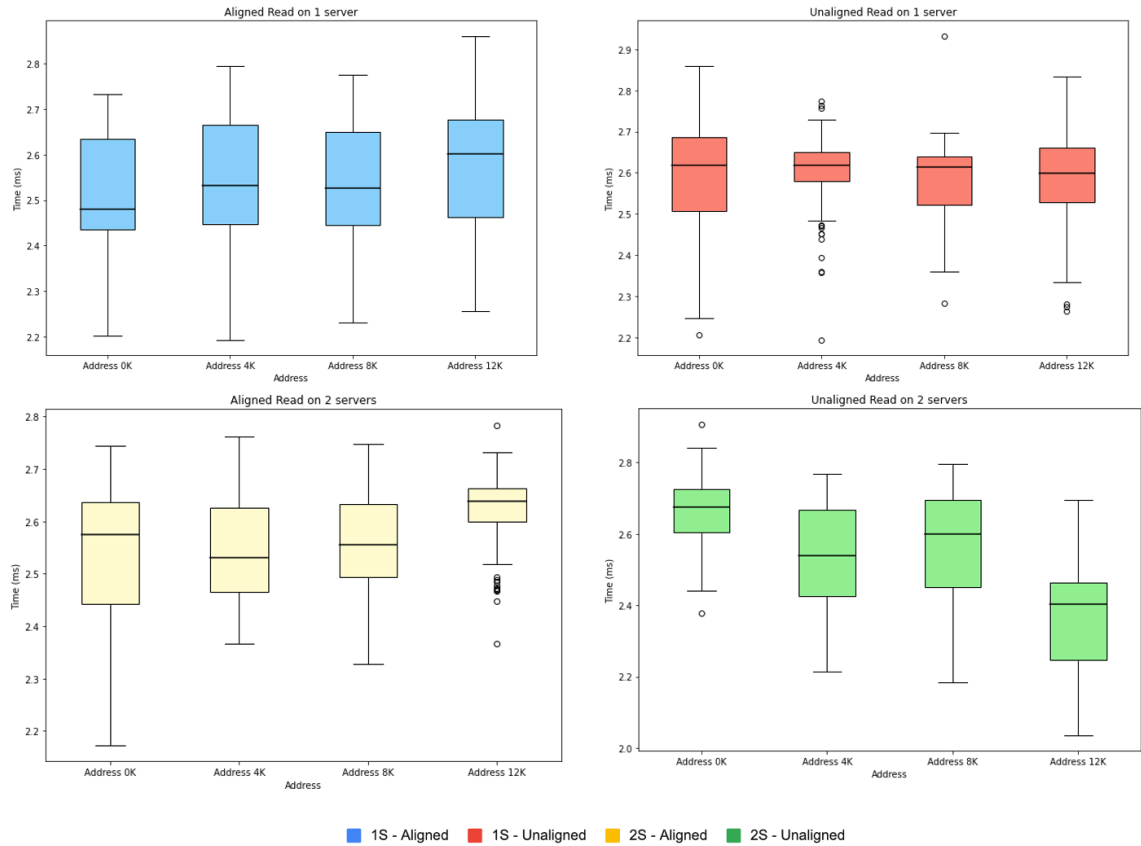 Aligned Read on 1 server
2.8
2.7
2.6
2.5
2.4
2.3
2.2
Time (ms)
Address 0K Address 4K Address 8K Address 12K
Address
Unaligned Read on 1 server
2.9
2.8
2.7
2.6
2.5
2.4
2.3
2.2
Time (ms)
Address 0K Address 4K Address 8K Address 12K
Address
Aligned Read on 2 servers
2.8
2.7
2.6
2.5
2.4
2.3
2.2
Time (ms)
Address 0K Address 4K Address 8K Address 12K
Address
Unaligned Read on 2 servers
2.8
2.6
2.4
2.2
2.0
Time (ms)
Address 0K Address 4K Address 8K Address 12K
Address
1S - Aligned 1S - Unaligned 2S - Aligned 2S - Unaligned